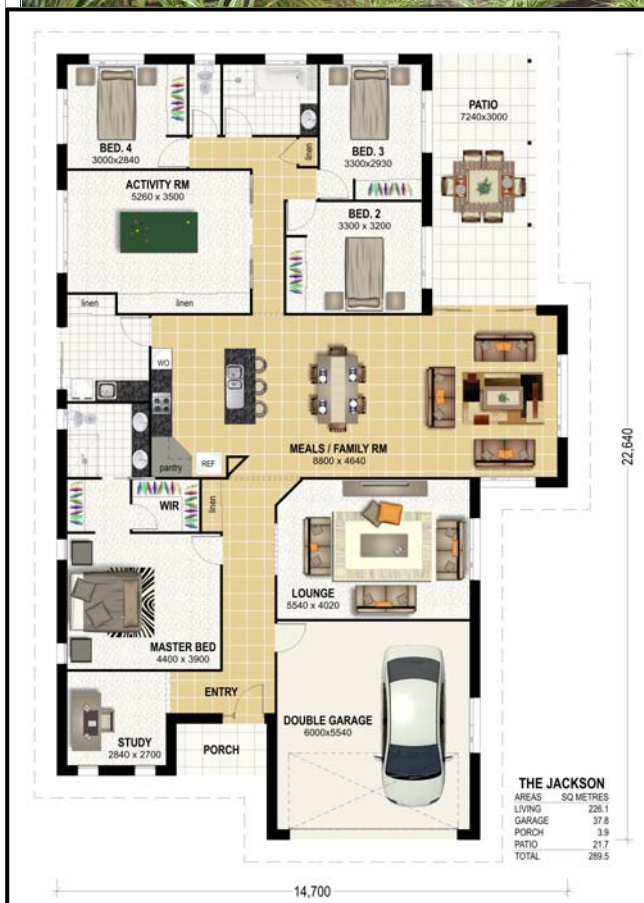 PATIO
7240x3000
BED. 4
3000x2840
linen
BED. 3
3300x2930
ACTIVITY RM
5260 x 3500
BED. 2
3300 x 3200
linen
linen
WO
MEALS / FAMILY RM
8800 x 4640
pantry
REF
22,640
WIR
linen
LOUNGE
5540 x 4020
MASTER BED
4400 x 3900
ENTRY
DOUBLE GARAGE
6000x5540
STUDY
2840 x 2700
PORCH
THE JACKSON
AREAS SQ METRES
LIVING 226.1
GARAGE 37.8
PORCH 3.9
PATIO 21.7
TOTAL 289.5
14,700